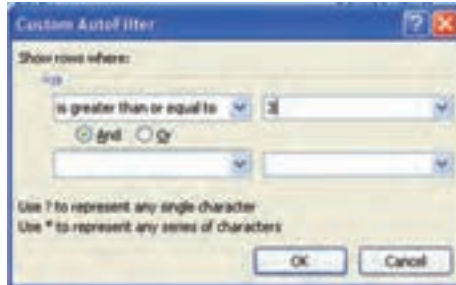 Custom AutoFilter
Show rows where:
is greater than or equal to 3
And Or
Use ? to represent any single character
Use * to represent any series of characters
OK Cancel